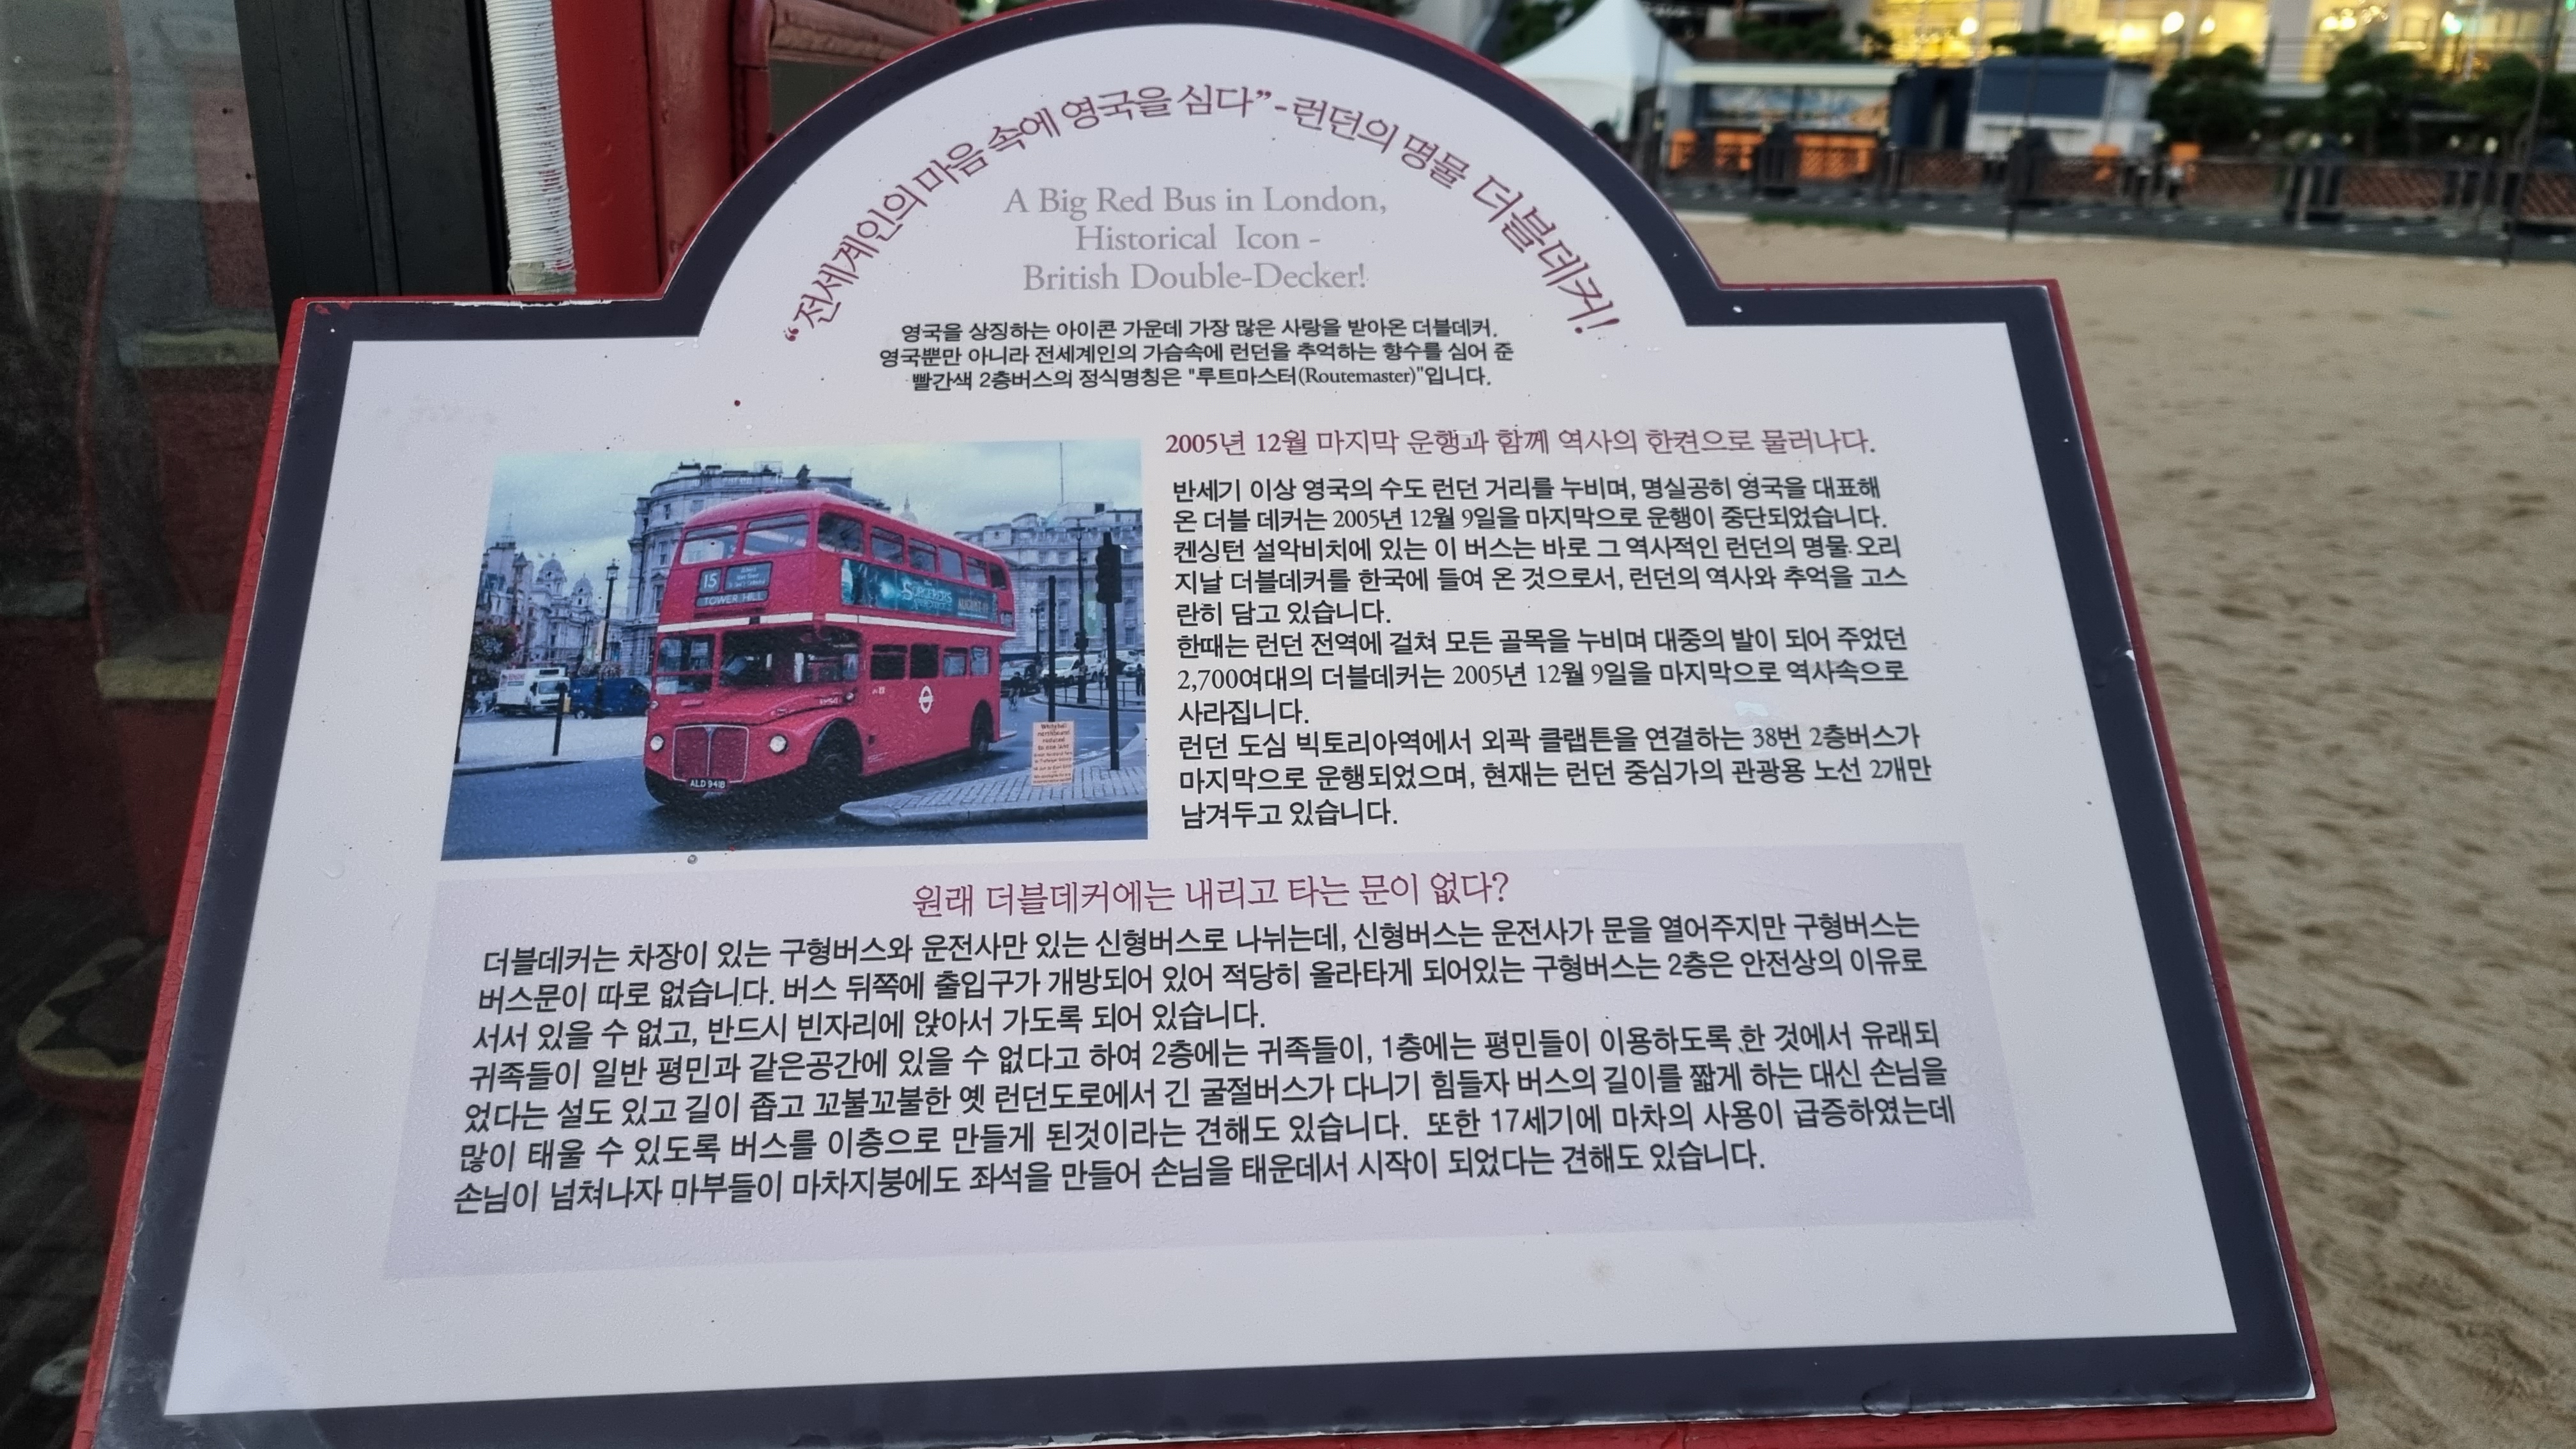 “전세계인의 마음 속에 영국을 심다” - 런던의 명물 더블데커!
A Big Red Bus in London,
Historical Icon -
British Double-Decker!
영국을 상징하는 아이콘 가운데 가장 많은 사랑을 받아온 더블데커.
영국뿐만 아니라 전세계인의 가슴속에 런던을 추억하는 향수를 심어 준
빨간색 2층버스의 정식명칭은 "루트마스터(Routemaster)"입니다.
2005년 12월 마지막 운행과 함께 역사의 한켠으로 물러나다.
반세기 이상 영국의 수도 런던 거리를 누비며, 명실공히 영국을 대표해
온 더블 데커는 2005년 12월 9일을 마지막으로 운행이 중단되었습니다.
켄싱턴 설악비치에 있는 이 버스는 바로 그 역사적인 런던의 명물 오리
지날 더블데커를 한국에 들여 온 것으로서, 런던의 역사와 추억을 고스
란히 담고 있습니다.
한때는 런던 전역에 걸쳐 모든 골목을 누비며 대중의 발이 되어 주었던
2,700여대의 더블데커는 2005년 12월 9일을 마지막으로 역사속으로
사라집니다.
런던 도심 빅토리아역에서 외곽 클랩튼을 연결하는 38번 2층버스가
마지막으로 운행되었으며, 현재는 런던 중심가의 관광용 노선 2개만
남겨두고 있습니다.
15
TOWER HILL
SORCERER'S
ALD 941B
원래 더블데커에는 내리고 타는 문이 없다?
더블데커는 차장이 있는 구형버스와 운전사만 있는 신형버스로 나뉘는데, 신형버스는 운전사가 문을 열어주지만 구형버스는
버스문이 따로 없습니다. 버스 뒤쪽에 출입구가 개방되어 있어 적당히 올라타게 되어있는 구형버스는 2층은 안전상의 이유로
서서 있을 수 없고, 반드시 빈자리에 앉아서 가도록 되어 있습니다.
귀족들이 일반 평민과 같은공간에 있을 수 없다고 하여 2층에는 귀족들이, 1층에는 평민들이 이용하도록 한 것에서 유래되
었다는 설도 있고 길이 좁고 꼬불꼬불한 옛 런던도로에서 긴 굴절버스가 다니기 힘들자 버스의 길이를 짧게 하는 대신 손님을
많이 태울 수 있도록 버스를 이층으로 만들게 된것이라는 견해도 있습니다. 또한 17세기에 마차의 사용이 급증하였는데
손님이 넘쳐나자 마부들이 마차지붕에도 좌석을 만들어 손님을 태운데서 시작이 되었다는 견해도 있습니다.